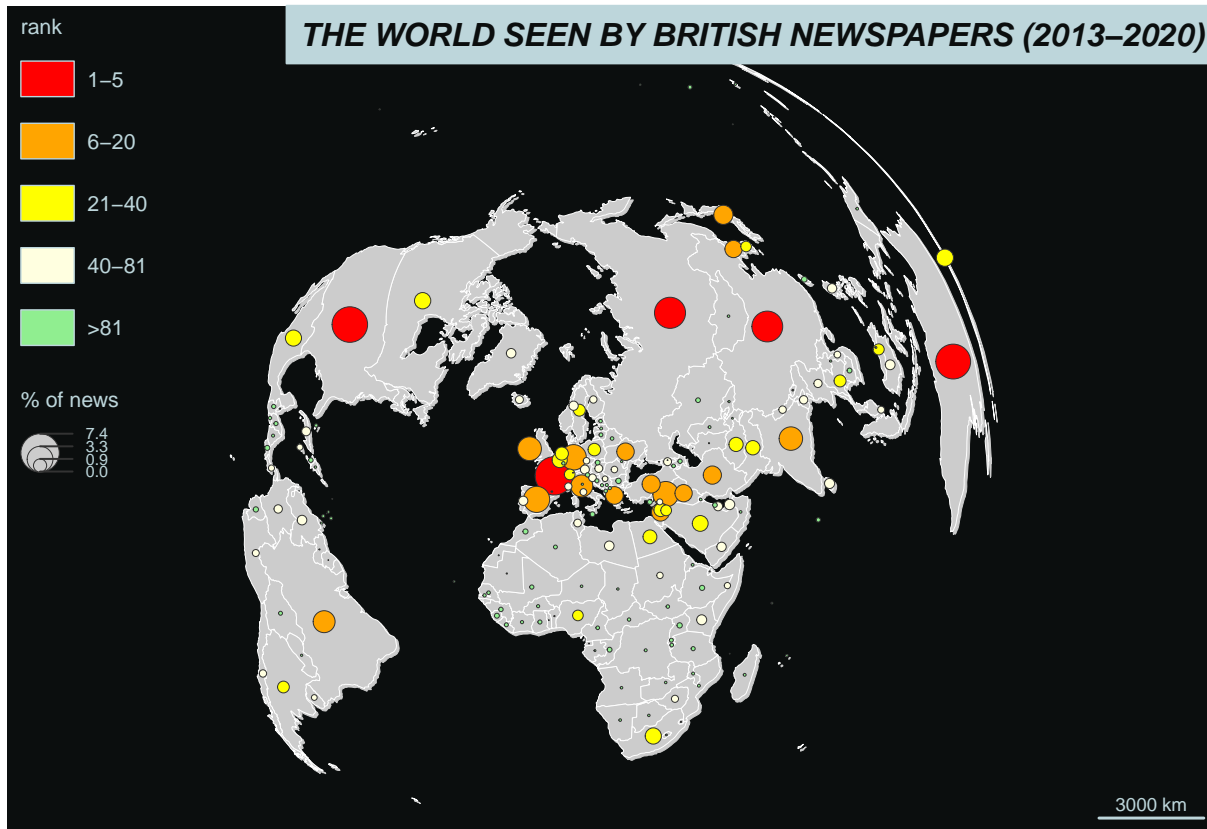 THE WORLD SEEN BY BRITISH NEWSPAPERS (2013–2020)
rank
1–5
6–20
21–40
40–81
>81
% of news
7.4
3.3
0.9
0.0
3000 km